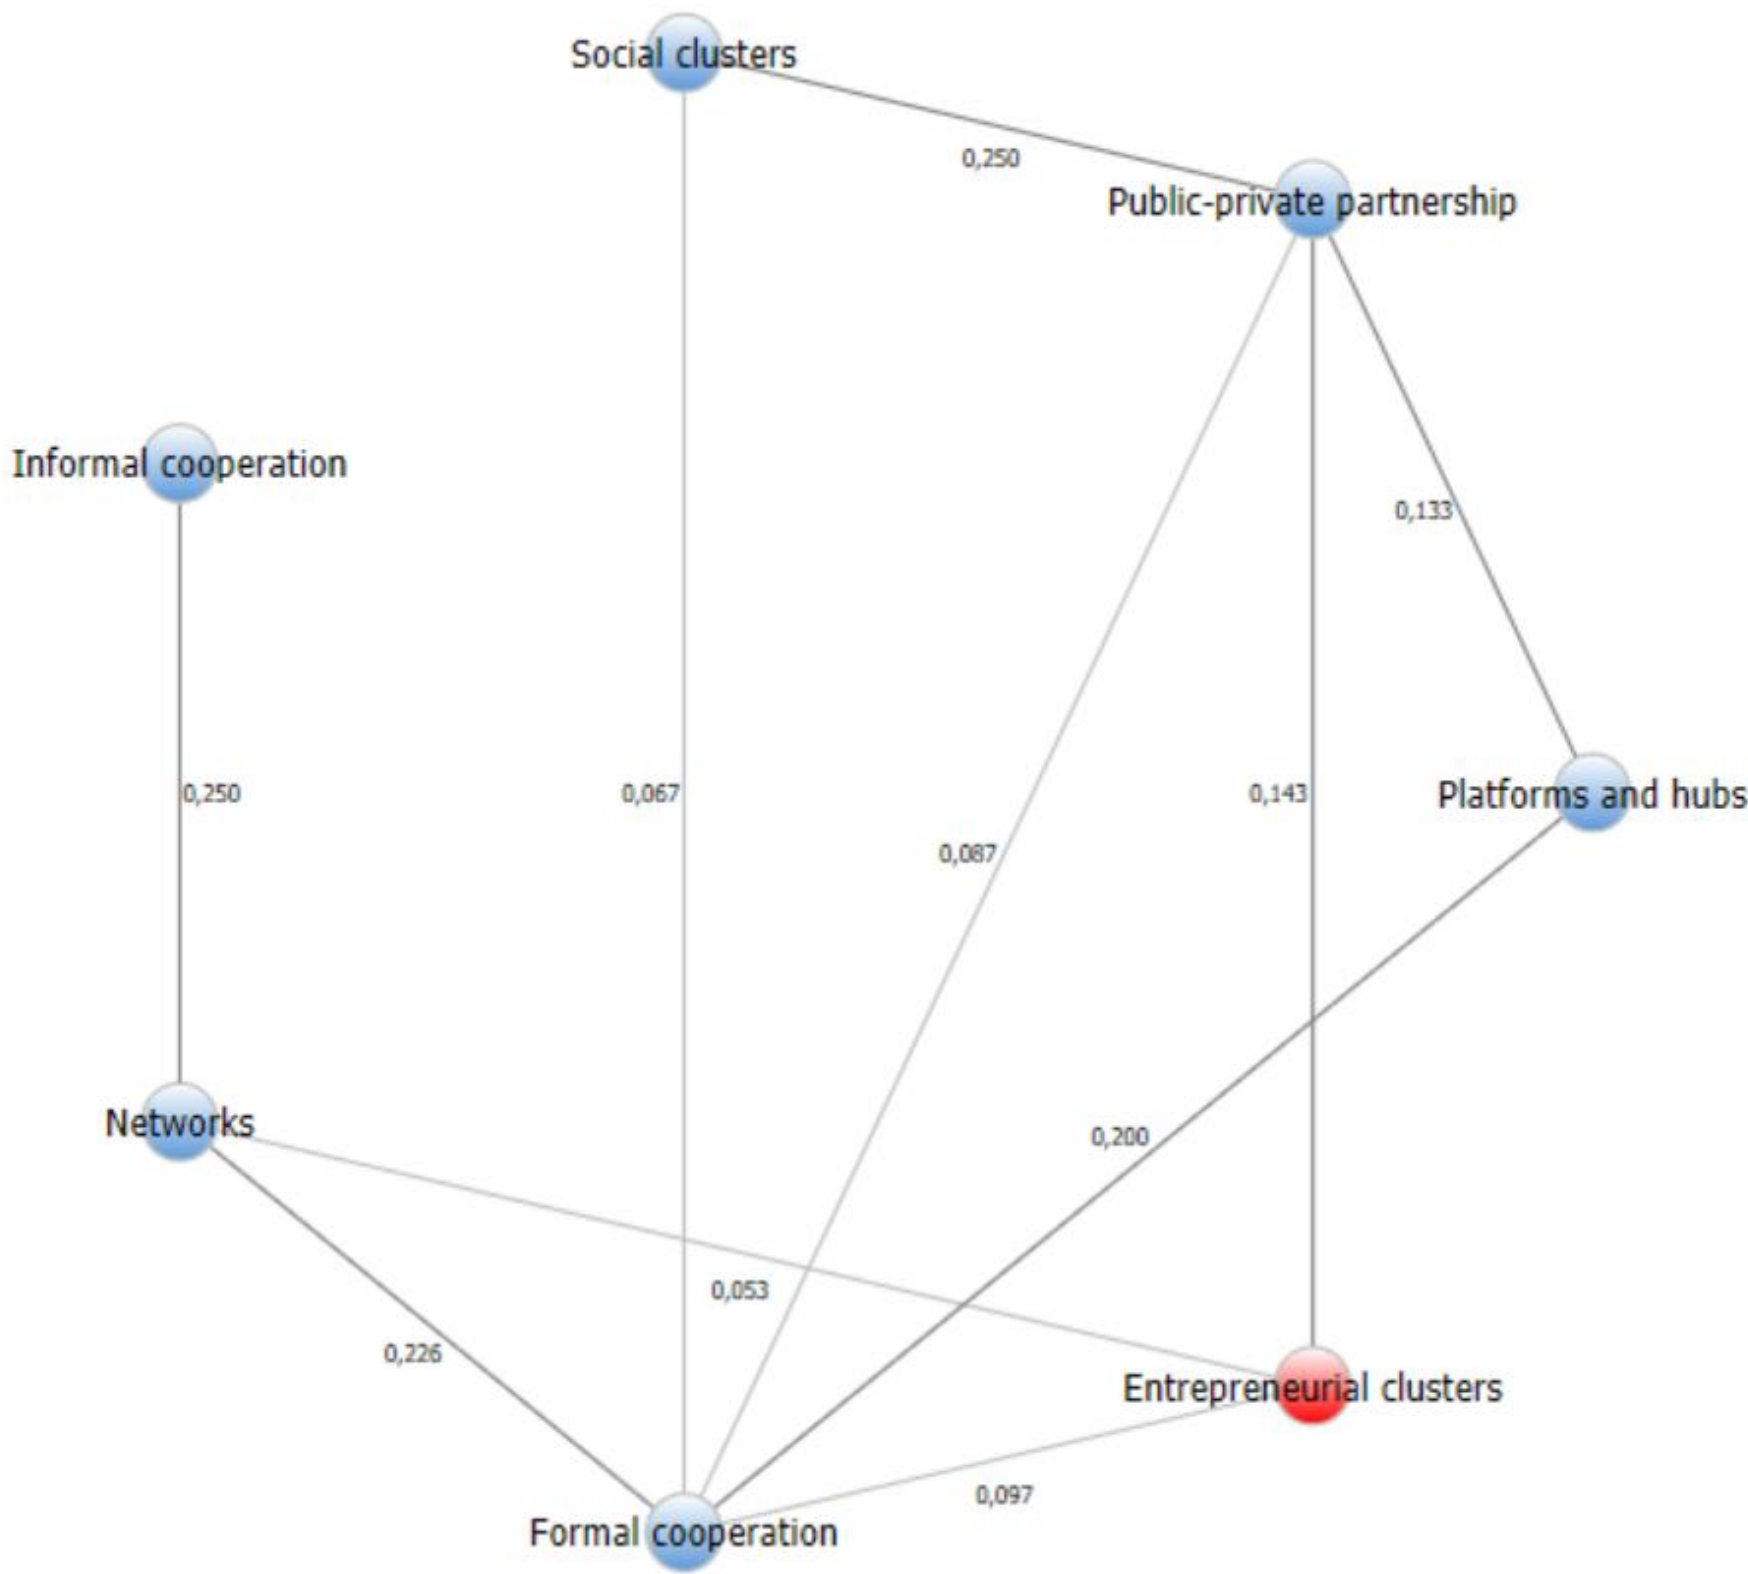 Social clusters
0,250
Public-private partnership
Informal cooperation
0,133
0,250
0,067
0,143
Platforms and hubs
0,087
Networks
0,200
0,053
0,226
Entrepreneurial clusters
0,097
Formal cooperation